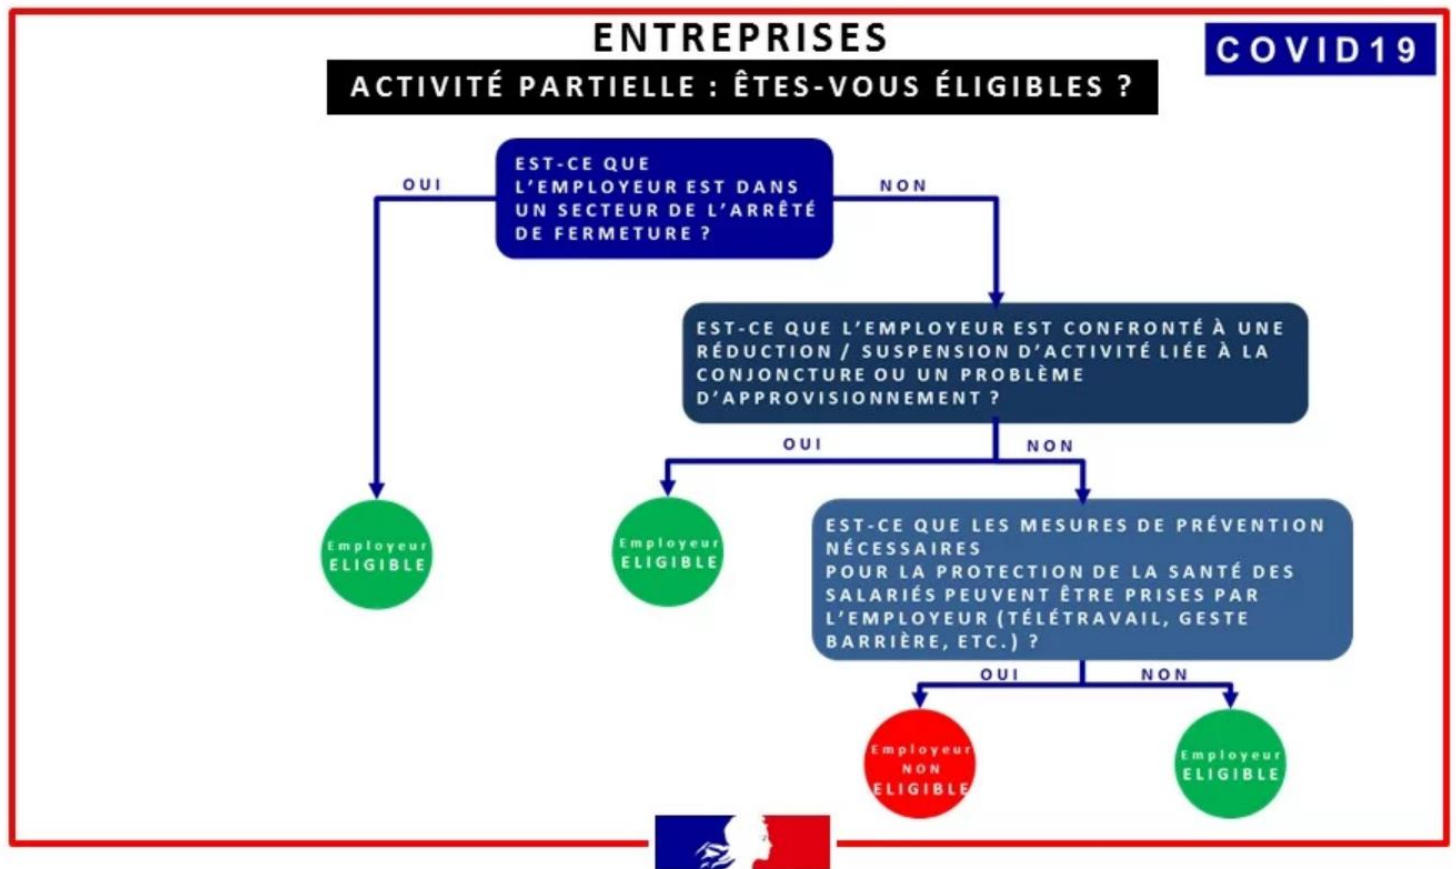 ENTREPRISES
COVID19
ACTIVITÉ PARTIELLE : ÊTES-VOUS ÉLIGIBLES ?
EST-CE QUE
L'EMPLOYEUR EST DANS
UN SECTEUR DE L'ARRÊTÉ
DE FERMETURE ?
OUI
NON
EST-CE QUE L'EMPLOYEUR EST CONFRONTÉ À UNE
RÉDUCTION / SUSPENSION D'ACTIVITÉ LIÉE À LA
CONJONCTURE OU UN PROBLÈME
D'APPROVISIONNEMENT ?
OUI
NON
Employeur
ELIGIBLE
Employeur
ELIGIBLE
EST-CE QUE LES MESURES DE PRÉVENTION
NÉCESSAIRES
POUR LA PROTECTION DE LA SANTÉ DES
SALARIÉS PEUVENT ÊTRE PRISES PAR
L'EMPLOYEUR (TÉLÉTRAVAIL, GESTE
BARRIÈRE, ETC.) ?
OUI
NON
Employeur
NON
ELIGIBLE
Employeur
ELIGIBLE